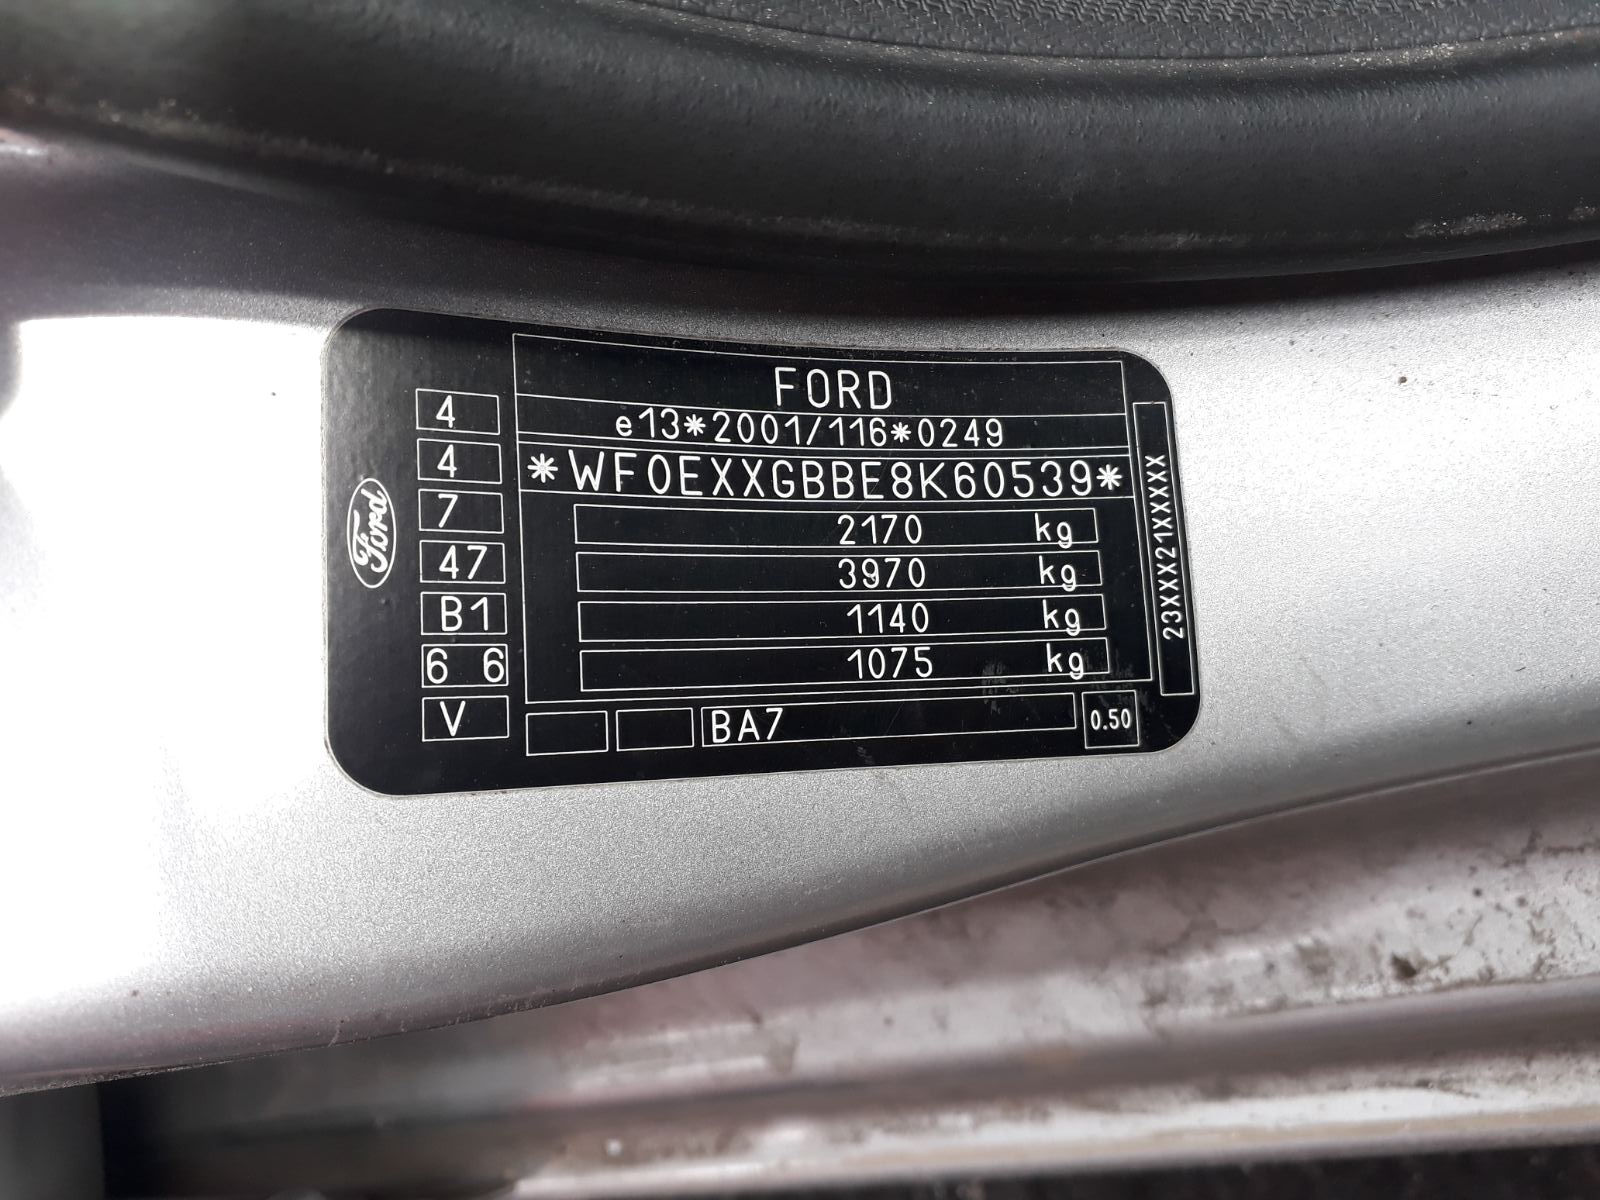 FORD
e13*2001/116*0249
*WF0EXXGBBE8K60539*
2170 kg
3970 kg
1140 kg
1075 kg
BA7
0.50
4
4
7
47
B1
6 6
V
Ford
23XXX21XXXXX